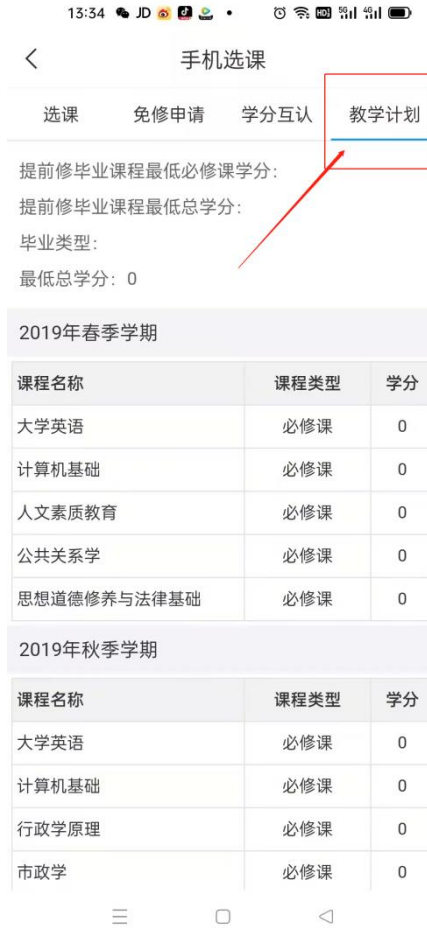 13:34 JD HD 5G 4G
手机选课
选课 免修申请 学分互认 教学计划
提前修毕业课程最低必修课学分:
提前修毕业课程最低总学分:
毕业类型:
最低总学分: 0
2019年春季学期
课程名称 课程类型 学分
大学英语 必修课 0
计算机基础 必修课 0
人文素质教育 必修课 0
公共关系学 必修课 0
思想道德修养与法律基础 必修课 0
2019年秋季学期
课程名称 课程类型 学分
大学英语 必修课 0
计算机基础 必修课 0
行政学原理 必修课 0
市政学 必修课 0